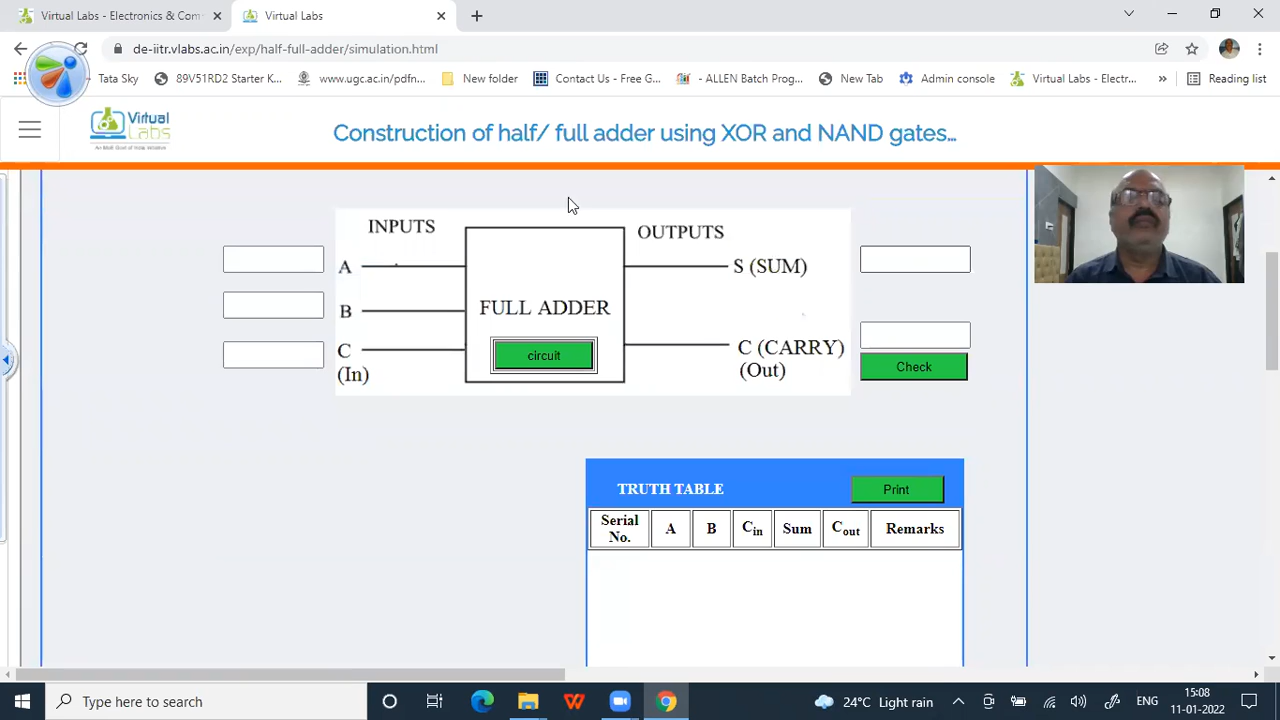 Virtual Labs - Electronics & Com
Virtual Labs
de-iitr.vlabs.ac.in/exp/half-full-adder/simulation.html
Tata Sky
89V51RD2 Starter K...
www.ugc.ac.in/pdfn...
New folder
Contact Us - Free G...
- ALLEN Batch Prog...
New Tab
Admin console
Virtual Labs - Electr...
»
Reading list
Virtual
Labs
Construction of half/ full adder using XOR and NAND gates...
INPUTS
OUTPUTS
A
S (SUM)
B
FULL ADDER
C
(In)
circuit
C (CARRY)
(Out)
Check
TRUTH TABLE
Print
Serial No.
A
B
Cin
Sum
Cout
Remarks
Type here to search
24°C Light rain
ENG
15:08
11-01-2022